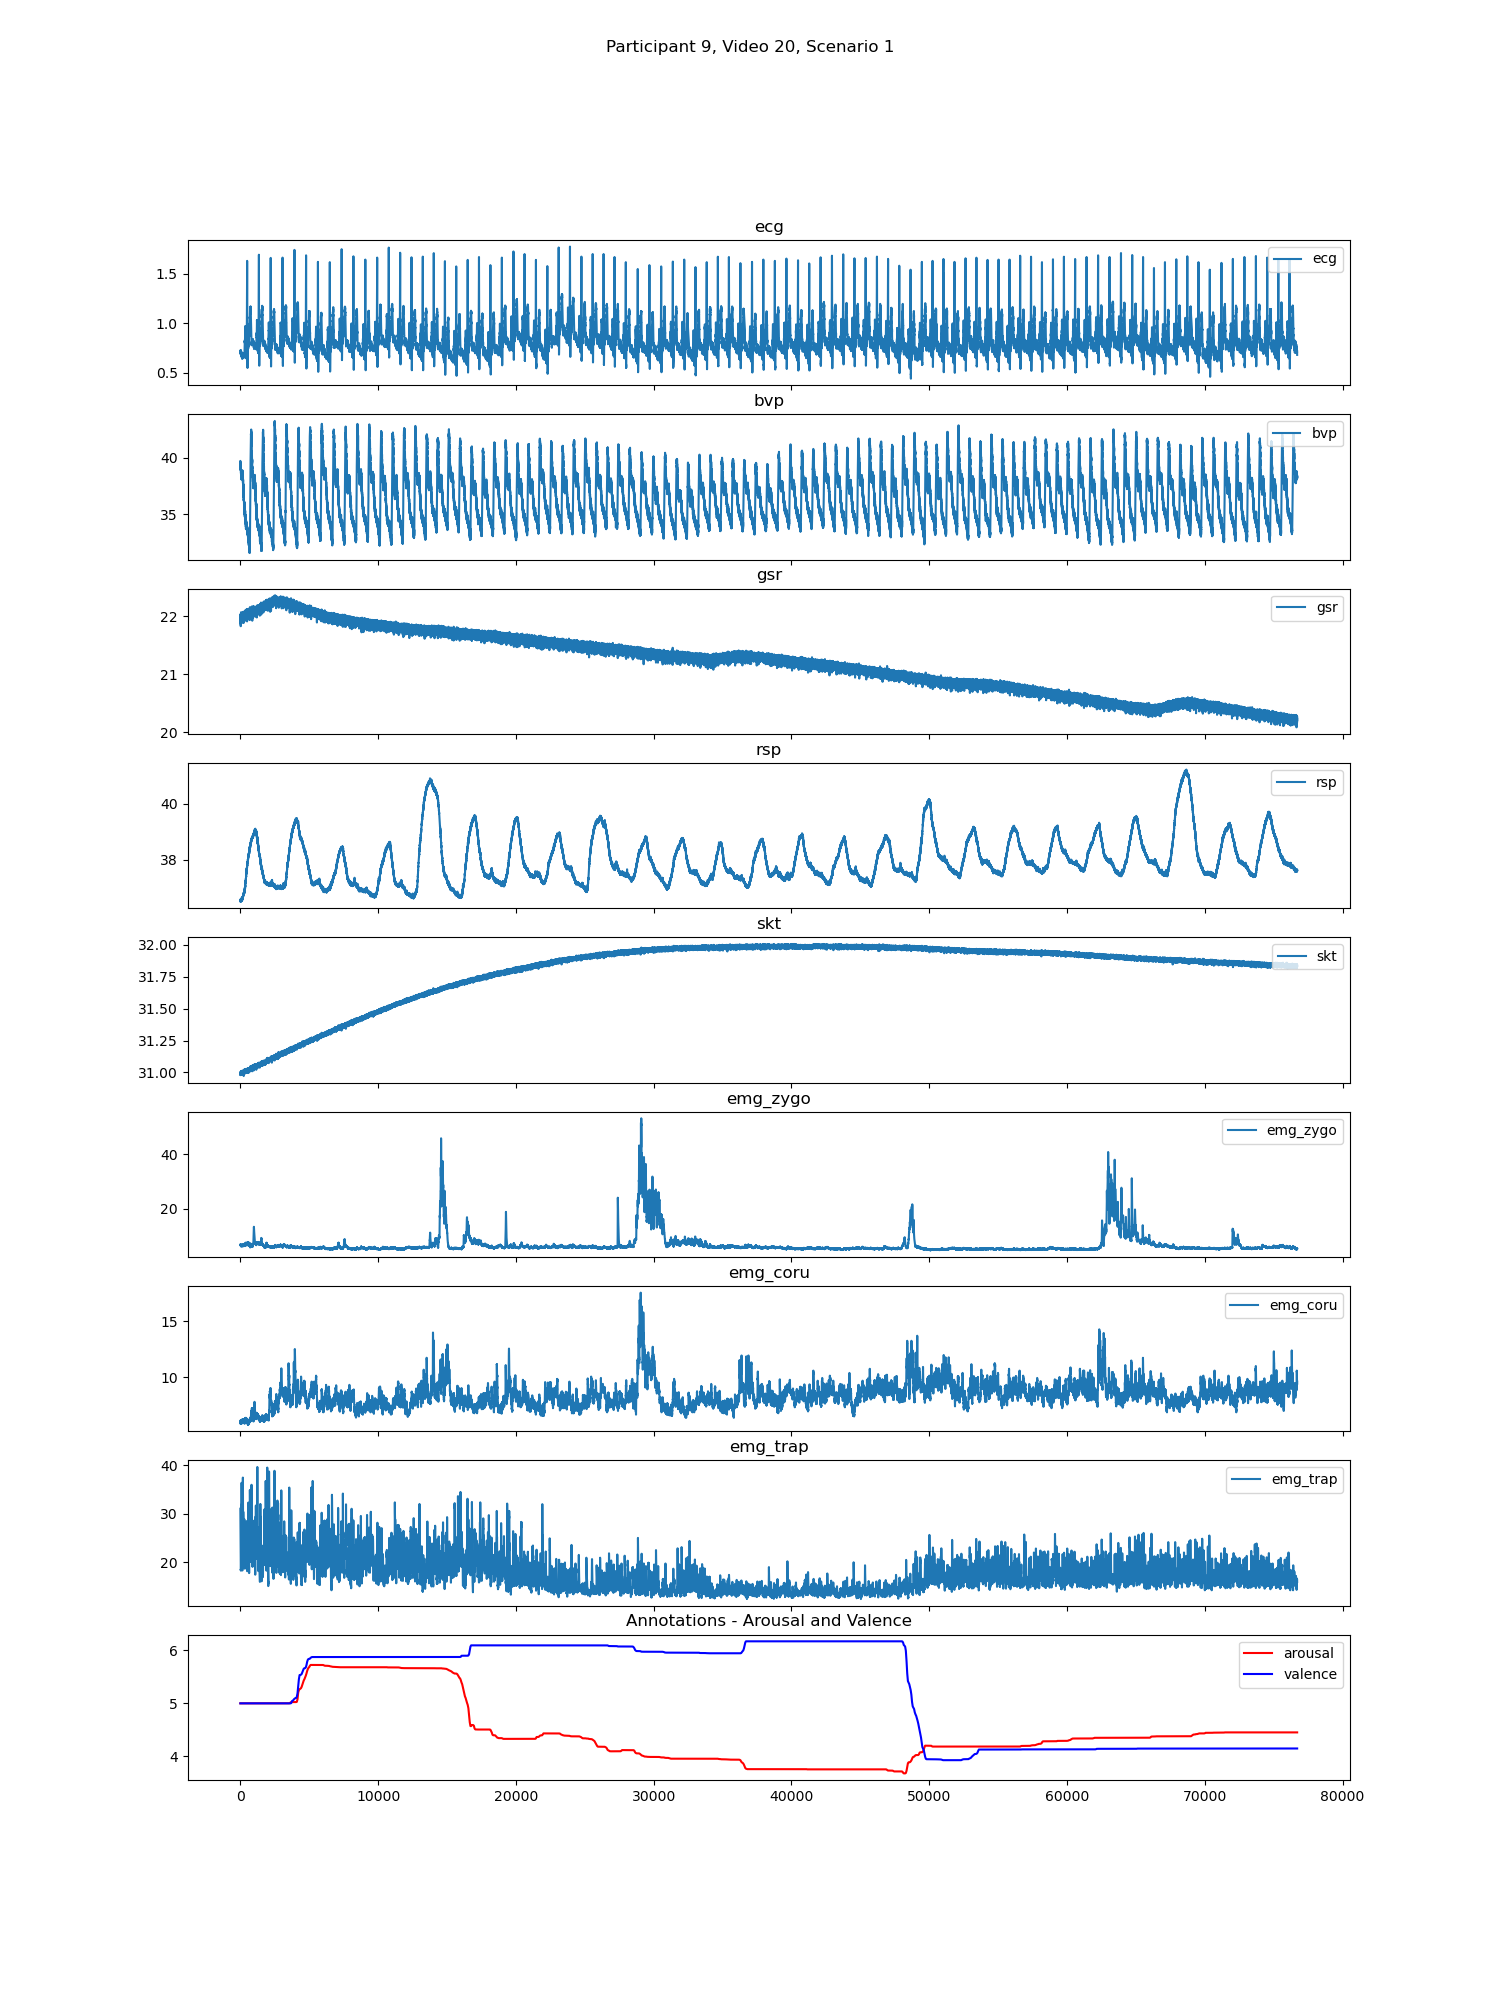 Participant 9, Video 20, Scenario 1
ecg
1.5
1.0
0.5
ecg
bvp
40
35
bvp
gsr
22
21
20
gsr
rsp
40
38
rsp
skt
32.00
31.75
31.50
31.25
31.00
skt
emg_zygo
40
20
emg_zygo
emg_coru
15
10
emg_coru
emg_trap
40
30
20
emg_trap
Annotations - Arousal and Valence
6
5
4
arousal
valence
0 10000 20000 30000 40000 50000 60000 70000 80000